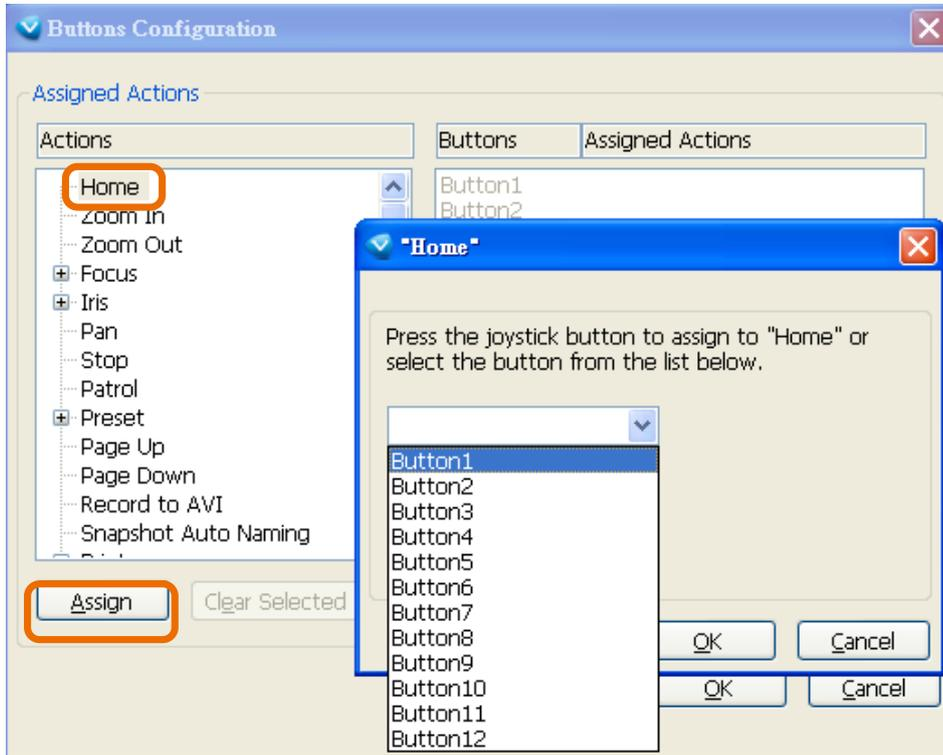 Buttons Configuration
Assigned Actions
Actions
Buttons
Assigned Actions
Home
Zoom In
Zoom Out
Focus
Iris
Pan
Stop
Patrol
Preset
Page Up
Page Down
Record to AVI
Snapshot Auto Naming
Button1
Button2
Assign
Clear Selected
"Home"
Press the joystick button to assign to "Home" or
select the button from the list below.
Button1
Button2
Button3
Button4
Button5
Button6
Button7
Button8
Button9
Button10
Button11
Button12
OK
Cancel
OK
Cancel